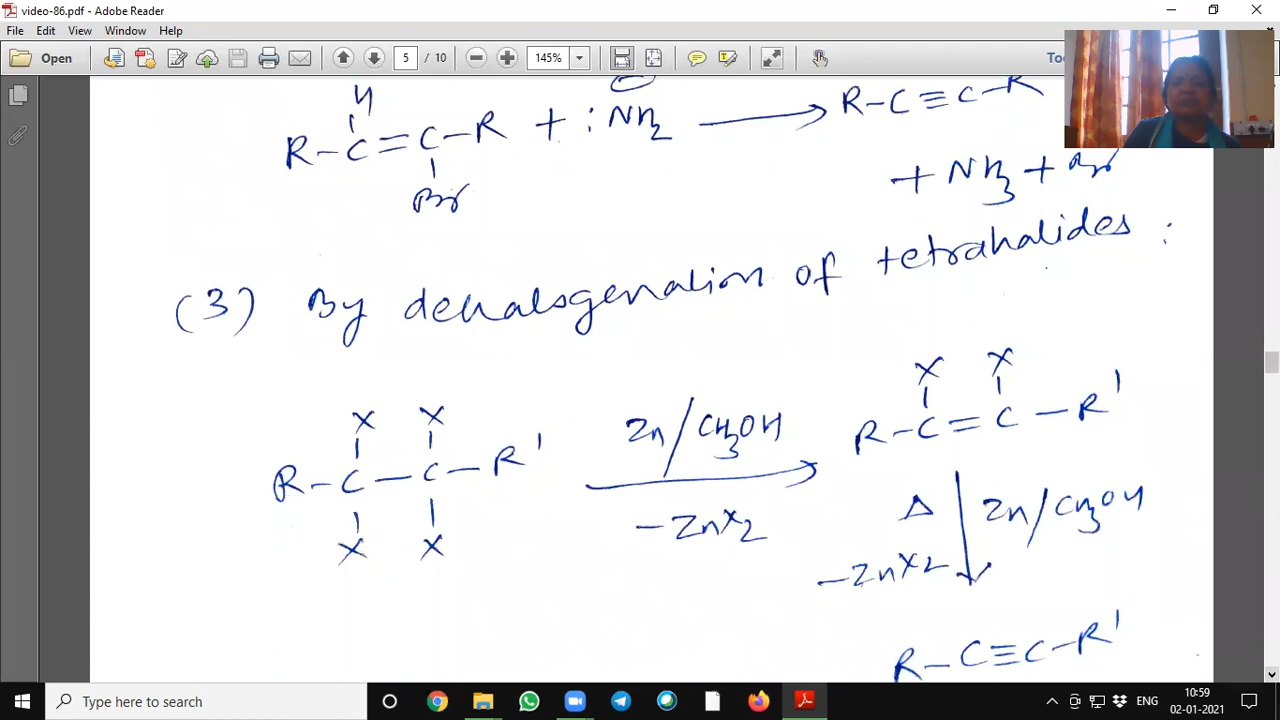 video-86.pdf - Adobe Reader
File Edit View Window Help
Open 5 / 10 145%
H
R-C=C-R + :NH2 ⟶ R-C≡C-R
Br
+ NH3 + Br
(3) By dehalogenation of tetrahalides :
X X
X X
R-C-C-R' Zn/CH3OH ⟶ R-C=C-R'
-ZnX2
X X
Δ Zn/CH3OH
-ZnX2
R-C≡C-R'
Type here to search
ENG 10:59
02-01-2021